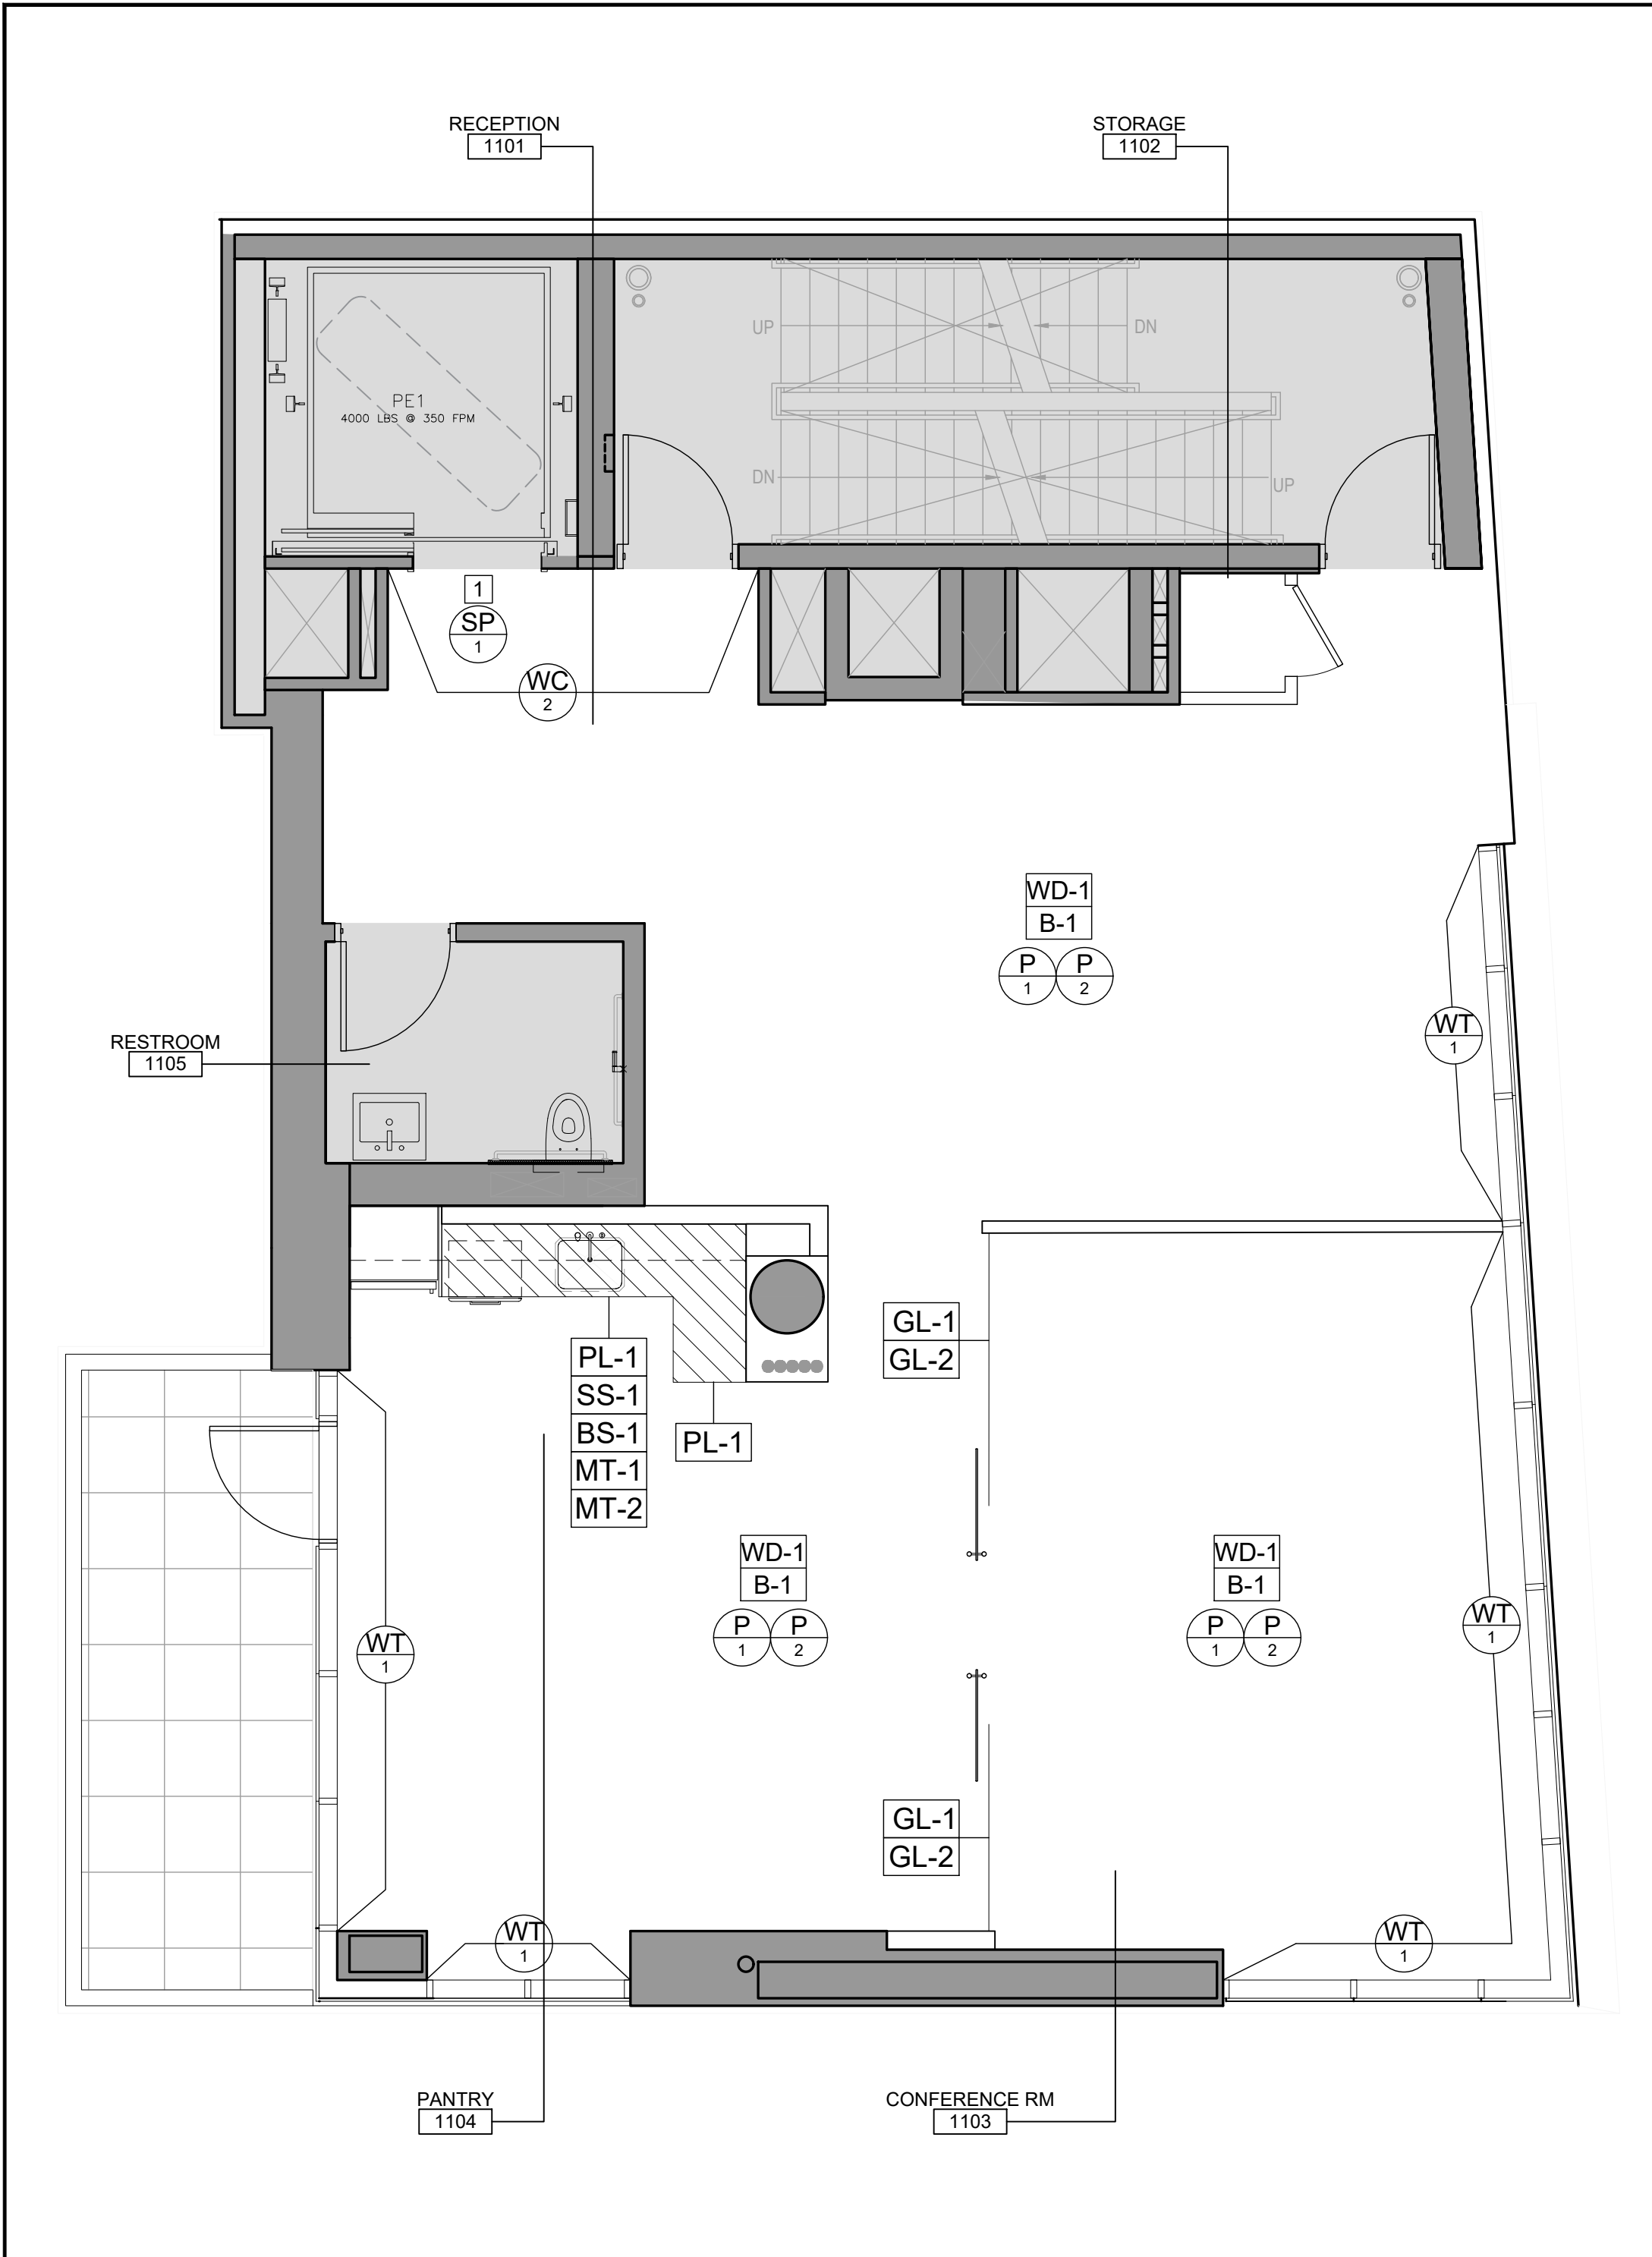 RECEPTION
1101
STORAGE
1102
UP
DN
PE1
4000 LBS @ 350 FPM
DN
UP
1
SP
1
WC
2
WD-1
B-1
P
1
P
2
WT
1
RESTROOM
1105
GL-1
GL-2
PL-1
SS-1
BS-1
MT-1
MT-2
PL-1
WD-1
B-1
P
1
P
2
WD-1
B-1
P
1
P
2
WT
1
WT
1
GL-1
GL-2
WT
1
WT
1
PANTRY
1104
CONFERENCE RM
1103